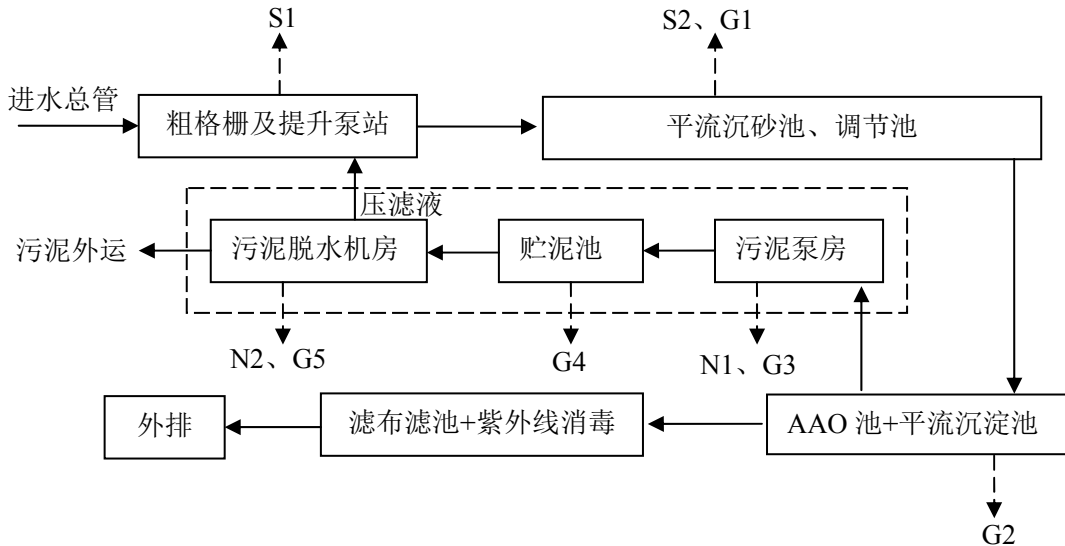 S1
S2、G1
进水总管
粗格栅及提升泵站
平流沉砂池、调节池
压滤液
污泥外运
污泥脱水机房
贮泥池
污泥泵房
N2、G5
G4
N1、G3
外排
滤布滤池+紫外线消毒
AAO 池+平流沉淀池
G2